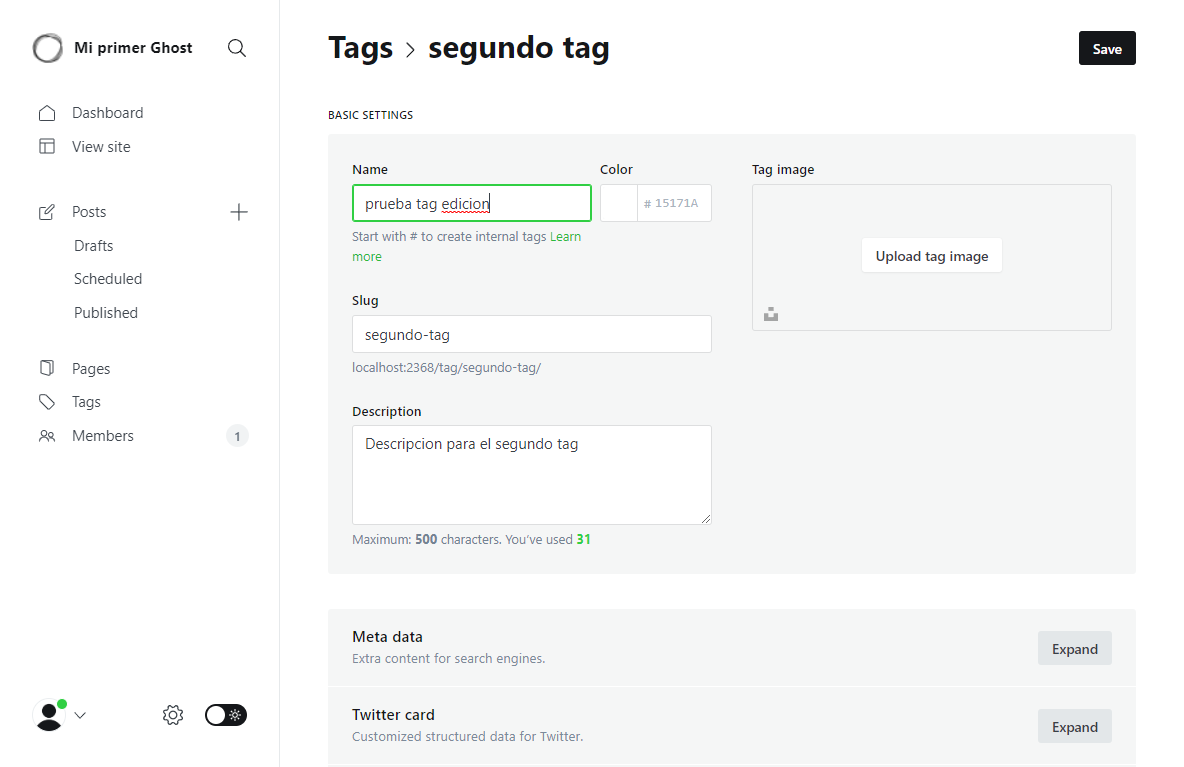 Mi primer Ghost
Dashboard
View site
Posts
Drafts
Scheduled
Published
Pages
Tags
Members
1
Tags > segundo tag
Save
BASIC SETTINGS
Name
prueba tag edicion
Start with # to create internal tags Learn
more
Color
# 15171A
Slug
segundo-tag
localhost:2368/tag/segundo-tag/
Description
Descripcion para el segundo tag
Maximum: 500 characters. You’ve used 31
Tag image
Upload tag image
Meta data
Extra content for search engines.
Expand
Twitter card
Customized structured data for Twitter.
Expand